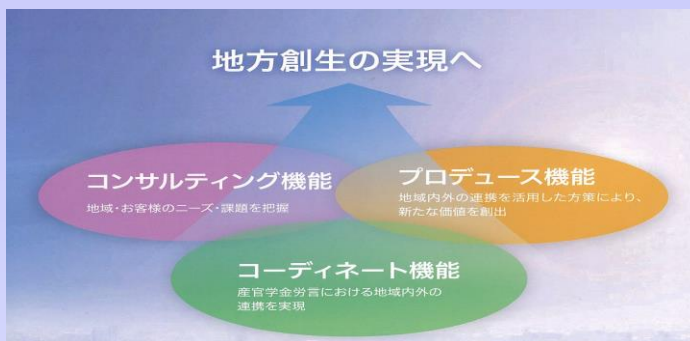 地方創生の実現へ
コンサルティング機能
地域・お客様のニーズ・課題を把握
プロデュース機能
地域内外の連携を活用した方策により、
新たな価値を創出
コーディネート機能
産官学金労言における地域内外の
連携を実現